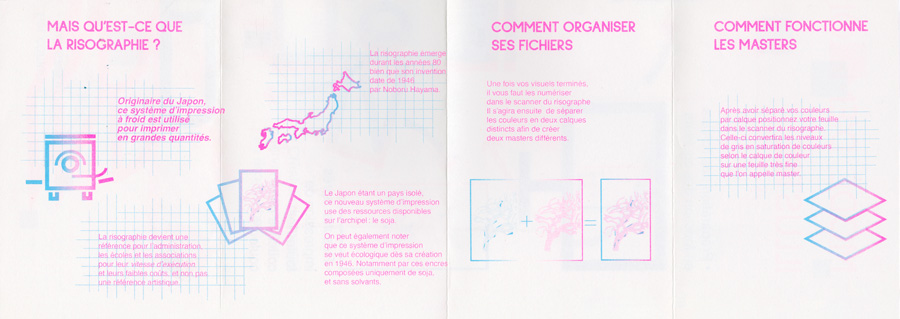 MAIS QU'EST-CE QUE
LA RISOGRAPHIE ?
Originaire du Japon,
ce système d'impression
à froid est utilisé
pour imprimer
en grandes quantités.
La risographie devient une
référence pour l'administration,
les écoles et les associations
pour leur vitesse d'exécution
et leurs faibles coûts, et non pas
une référence artistique.
La risographie émerge
durant les années 80
bien que son invention
date de 1946
par Noboru Hayama.
Le Japon étant un pays isolé,
ce nouveau système d'impression
use des ressources disponibles
sur l'archipel : le soja.
On peut également noter
que ce système d'impression
se veut écologique dès sa création
en 1946. Notamment par ces encres
composées uniquement de soja,
et sans solvants.
COMMENT ORGANISER
SES FICHIERS
Une fois vos visuels terminés,
il vous faut les numériser
dans le scanner du risographe.
Il s'agira ensuite de séparer
les couleurs en deux calques
distincts afin de créer
deux masters différents.
+ =
COMMENT FONCTIONNE
LES MASTERS
Après avoir séparé vos couleurs
par calque positionnez votre feuille
dans le scanner du risographe.
Celle-ci convertira les niveaux
de gris en saturation de couleurs
selon le calque de couleur
sur une feuille très fine
que l'on appelle master.